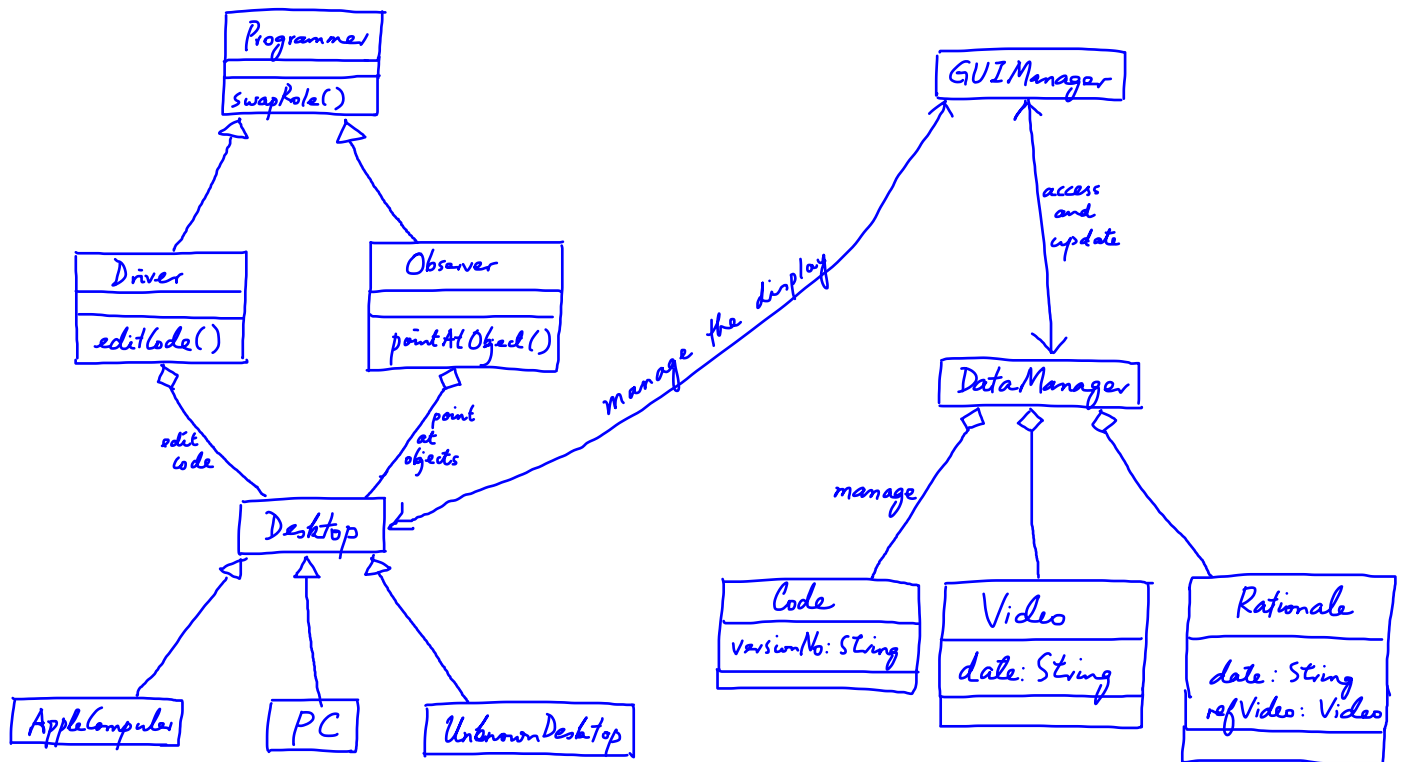 Programmer
swapRole()
GUIManager
access
and
update
Driver
editCode()
Observer
pointAtObject()
manage the display
DataManager
edit
code
point
at
objects
manage
Desktop
Code
versionNo: String
Video
date: String
Rationale
date: String
refVideo: Video
AppleComputer
PC
UnknownDesktop